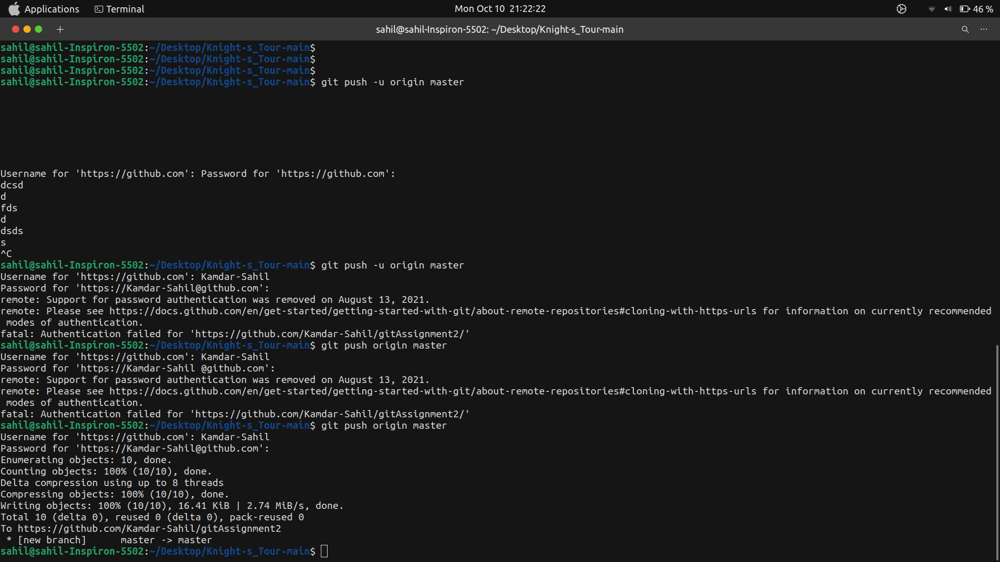 Applications Terminal Mon Oct 10 21:22:22 46 %
sahil@sahil-Inspiron-5502: ~/Desktop/Knight-s_Tour-main
sahil@sahil-Inspiron-5502:~/Desktop/Knight-s_Tour-main$
sahil@sahil-Inspiron-5502:~/Desktop/Knight-s_Tour-main$
sahil@sahil-Inspiron-5502:~/Desktop/Knight-s_Tour-main$
sahil@sahil-Inspiron-5502:~/Desktop/Knight-s_Tour-main$ git push -u origin master
Username for 'https://github.com': Password for 'https://github.com':
dcsd
d
fds
d
dsds
s
^C
sahil@sahil-Inspiron-5502:~/Desktop/Knight-s_Tour-main$ git push -u origin master
Username for 'https://github.com': Kamdar-Sahil
Password for 'https://Kamdar-Sahil@github.com':
remote: Support for password authentication was removed on August 13, 2021.
remote: Please see https://docs.github.com/en/get-started/getting-started-with-git/about-remote-repositories#cloning-with-https-urls for information on currently recommended
modes of authentication.
fatal: Authentication failed for 'https://github.com/Kamdar-Sahil/gitAssignment2/'
sahil@sahil-Inspiron-5502:~/Desktop/Knight-s_Tour-main$ git push origin master
Username for 'https://github.com': Kamdar-Sahil
Password for 'https://Kamdar-Sahil @github.com':
remote: Support for password authentication was removed on August 13, 2021.
remote: Please see https://docs.github.com/en/get-started/getting-started-with-git/about-remote-repositories#cloning-with-https-urls for information on currently recommended
modes of authentication.
fatal: Authentication failed for 'https://github.com/Kamdar-Sahil/gitAssignment2/'
sahil@sahil-Inspiron-5502:~/Desktop/Knight-s_Tour-main$ git push origin master
Username for 'https://github.com': Kamdar-Sahil
Password for 'https://Kamdar-Sahil@github.com':
Enumerating objects: 10, done.
Counting objects: 100% (10/10), done.
Delta compression using up to 8 threads
Compressing objects: 100% (10/10), done.
Writing objects: 100% (10/10), 16.41 KiB | 2.74 MiB/s, done.
Total 10 (delta 0), reused 0 (delta 0), pack-reused 0
To https://github.com/Kamdar-Sahil/gitAssignment2
* [new branch]      master -> master
sahil@sahil-Inspiron-5502:~/Desktop/Knight-s_Tour-main$